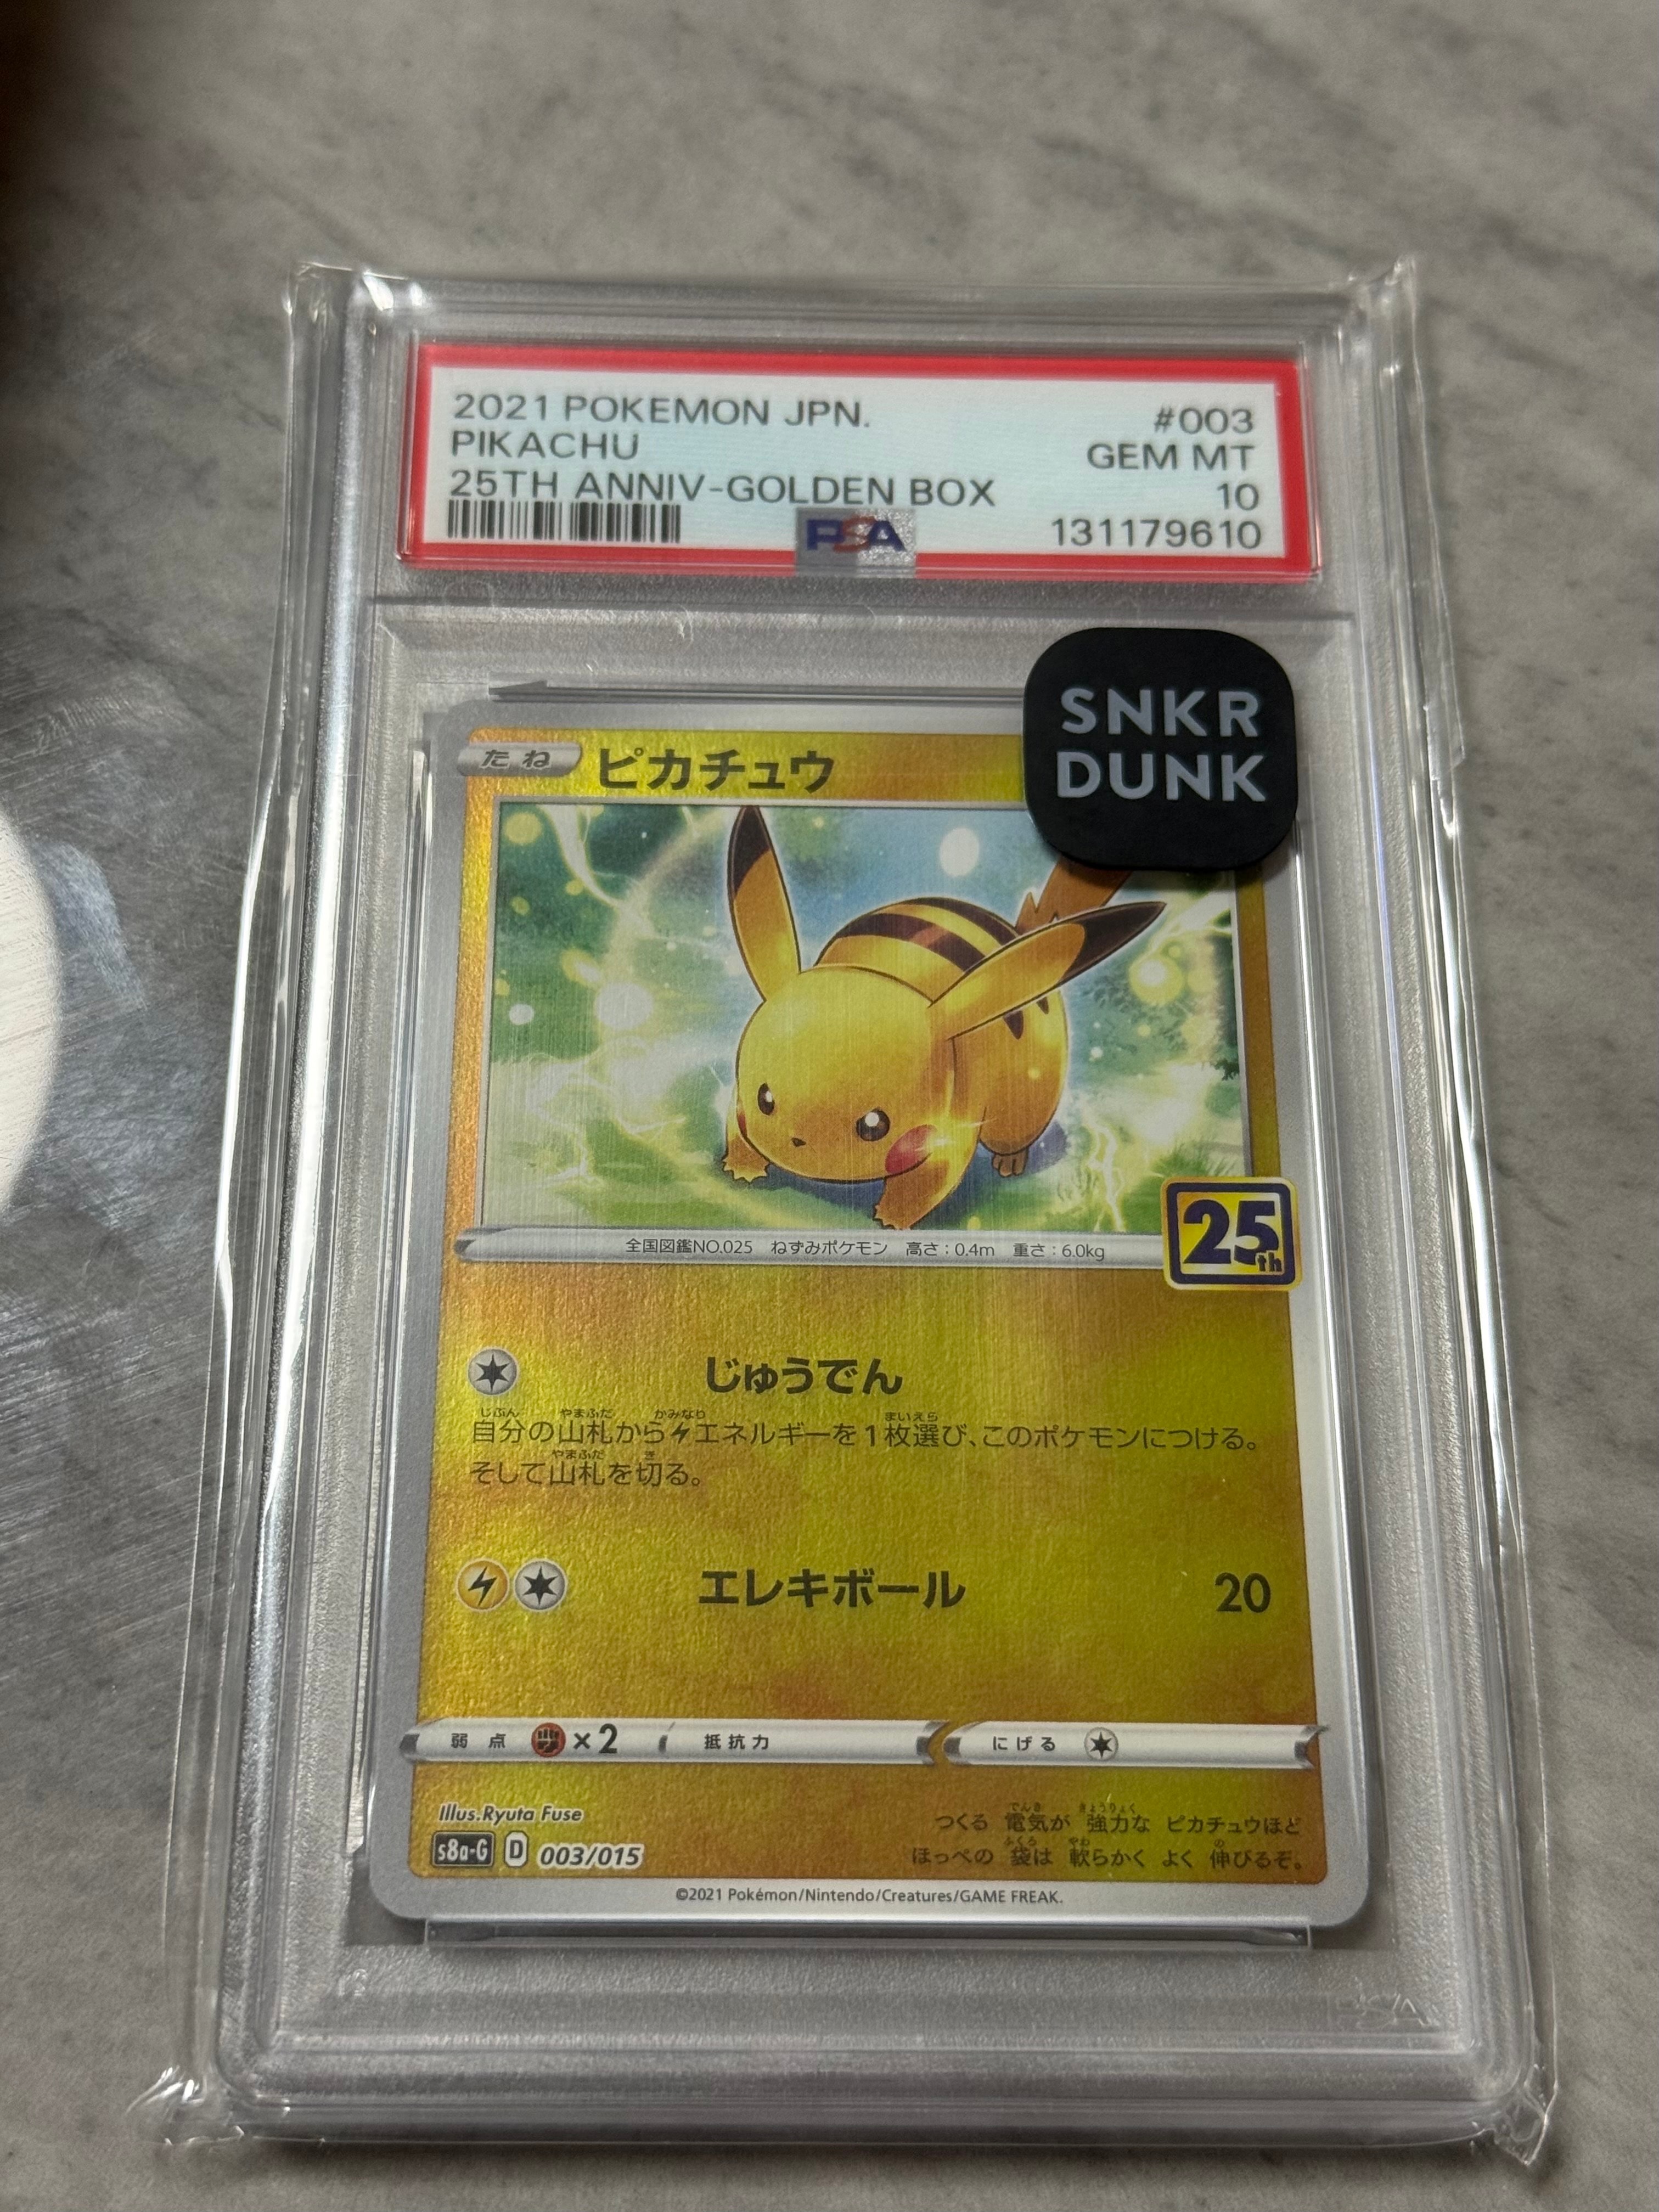 2021 POKEMON JPN. #003
PIKACHU GEM MT
25TH ANNIV-GOLDEN BOX 10
PSA 131179610
SNKR
DUNK
たね ピカチュウ
25th
全国図鑑NO.025 ねずみポケモン 高さ:0.4m 重さ:6.0kg
じゅうでん
自分の山札からエネルギーを1枚選び、このポケモンにつける。
そして山札を切る。
エレキボール 20
弱点 ×2 抵抗力 にげる
Illus.Ryuta Fuse
s8a-G D 003/015
つくる 電気が 強力な ピカチュウほど
ほっぺの 袋は 軟らかく よく 伸びるぞ。
©2021 Pokémon/Nintendo/Creatures/GAME FREAK.
PSA